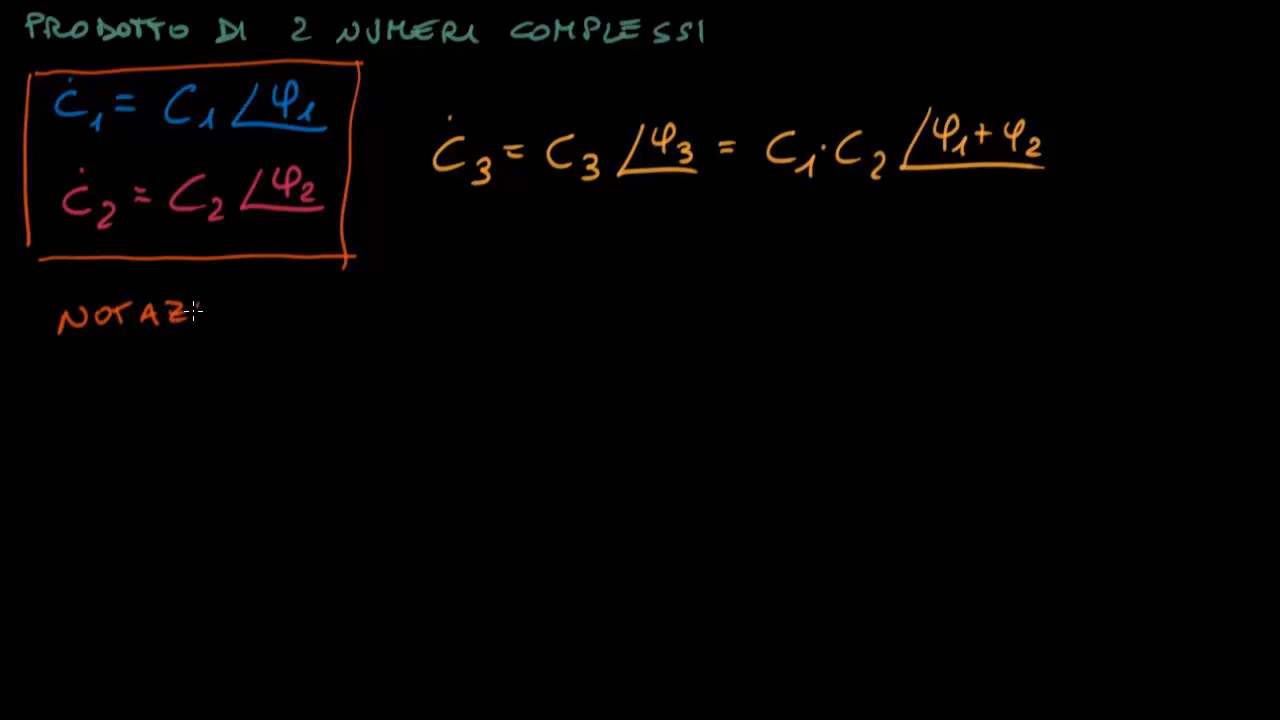 PRODOTTO DI 2 NUMERI COMPLESSI
Ċ₁ = C₁ ∠φ₁
Ċ₂ = C₂ ∠φ₂
Ċ₃ = C₃ ∠φ₃ = C₁·C₂ ∠φ₁+φ₂
NOTAZ